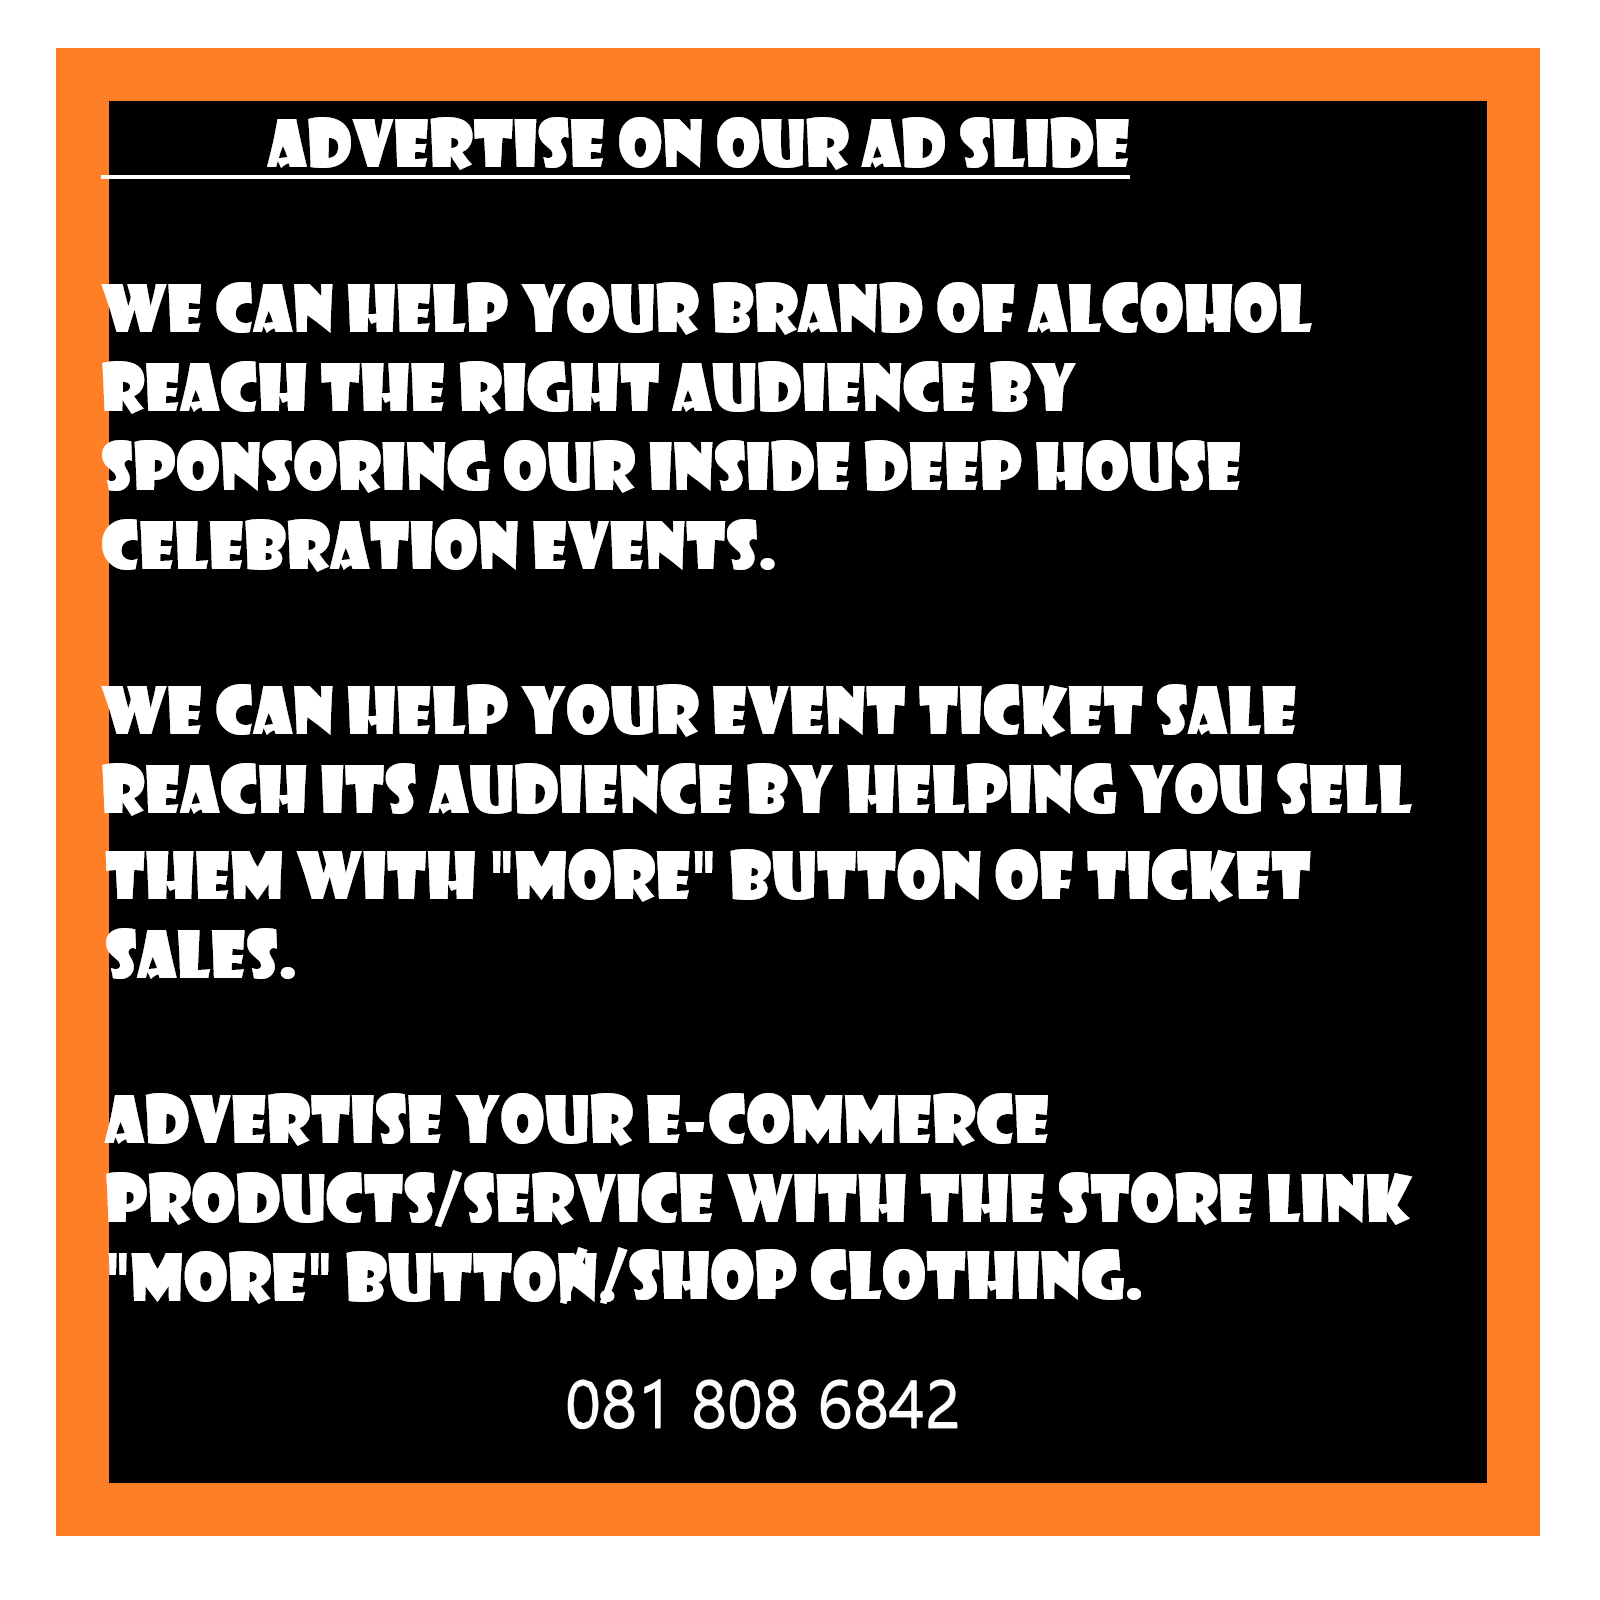 ADVERTISE ON OUR AD SLIDE
WE CAN HELP YOUR BRAND OF ALCOHOL
REACH THE RIGHT AUDIENCE BY
SPONSORING OUR INSIDE DEEP HOUSE
CELEBRATION EVENTS.
WE CAN HELP YOUR EVENT TICKET SALE
REACH ITS AUDIENCE BY HELPING YOU SELL
THEM WITH "MORE" BUTTON OF TICKET
SALES.
ADVERTISE YOUR E-COMMERCE
PRODUCTS/SERVICE WITH THE STORE LINK
"MORE" BUTTON./SHOP CLOTHING.
081 808 6842